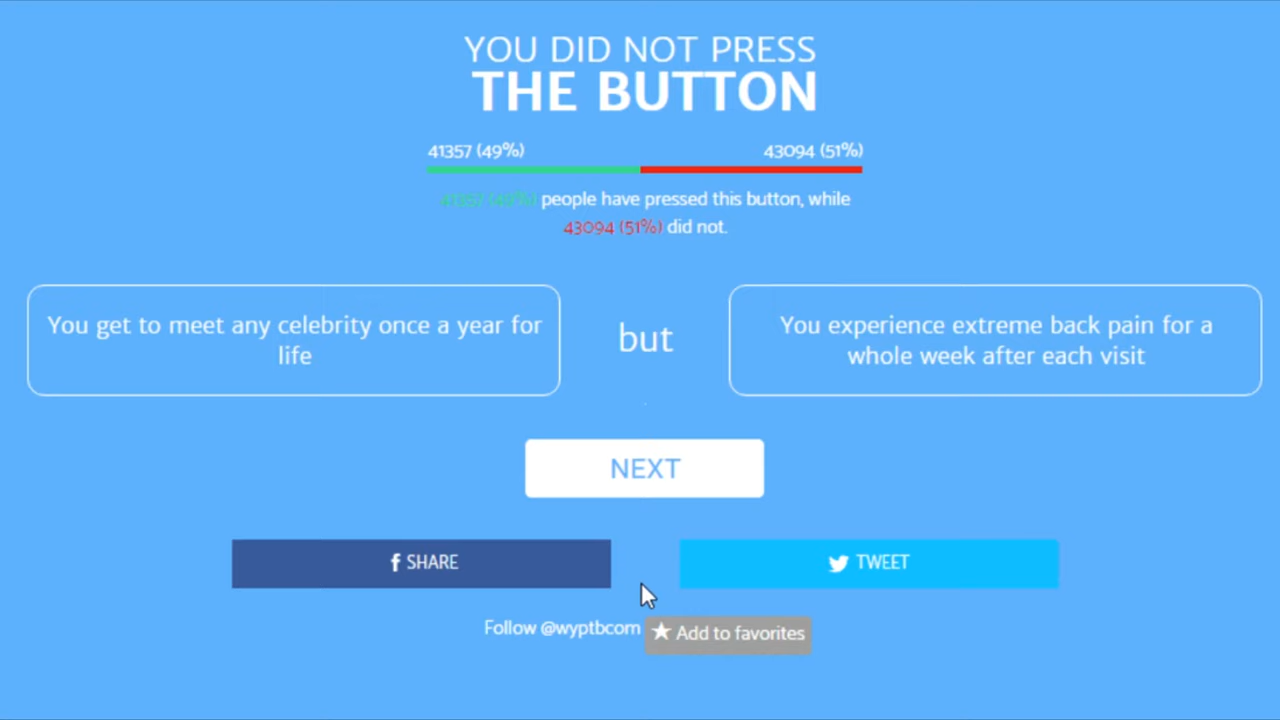 YOU DID NOT PRESS
THE BUTTON
41357 (49%) 43094 (51%)
41357 (49%) people have pressed this button, while
43094 (51%) did not.
You get to meet any celebrity once a year for
life
but
You experience extreme back pain for a
whole week after each visit
NEXT
SHARE
TWEET
Follow @wyptbcom
Add to favorites